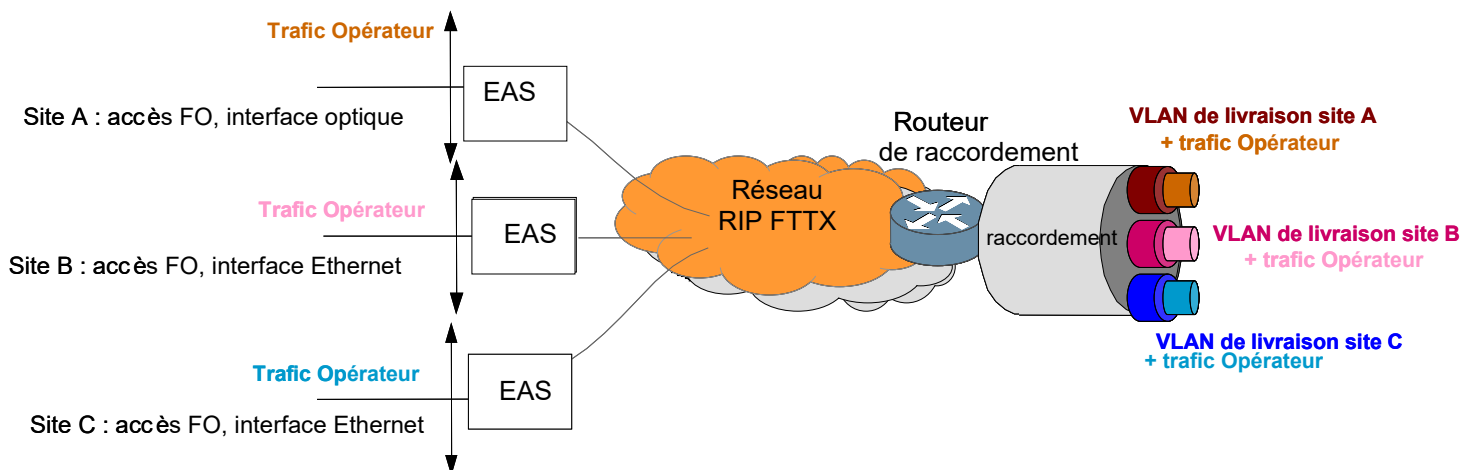 Trafic Opérateur
EAS
Site A : accès FO, interface optique
Trafic Opérateur
EAS
Site B : accès FO, interface Ethernet
Trafic Opérateur
EAS
Site C : accès FO, interface Ethernet
Réseau
RIP FTTX
Routeur
de raccordement
raccordement
VLAN de livraison site A
+ trafic Opérateur
VLAN de livraison site B
+ trafic Opérateur
VLAN de livraison site C
+ trafic Opérateur